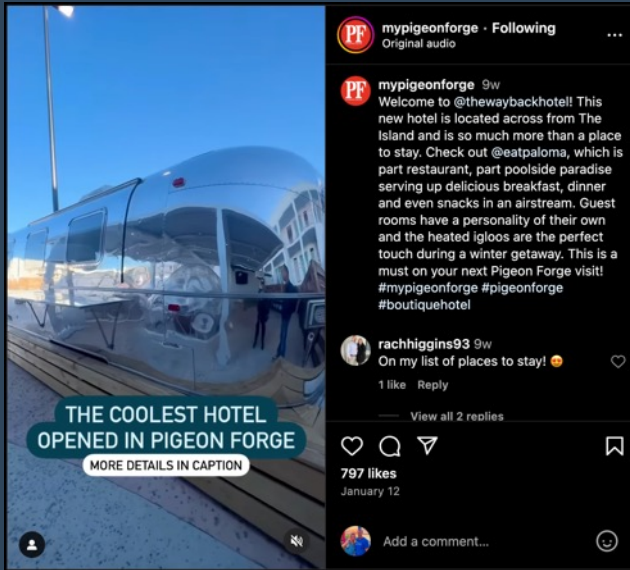 THE COOLEST HOTEL
OPENED IN PIGEON FORGE
MORE DETAILS IN CAPTION
PF
mypigeonforge · Following
Original audio
PF
mypigeonforge 9w
Welcome to @thewaybackhotel! This
new hotel is located across from The
Island and is so much more than a place
to stay. Check out @eatpaloma, which is
part restaurant, part poolside paradise
serving up delicious breakfast, dinner
and even snacks in an airstream. Guest
rooms have a personality of their own
and the heated igloos are the perfect
touch during a winter getaway. This is a
must on your next Pigeon Forge visit!
#mypigeonforge #pigeonforge
#boutiquehotel
rachhiggins93 9w
On my list of places to stay! 😍
1 like Reply
View all 2 replies
797 likes
January 12
Add a comment...